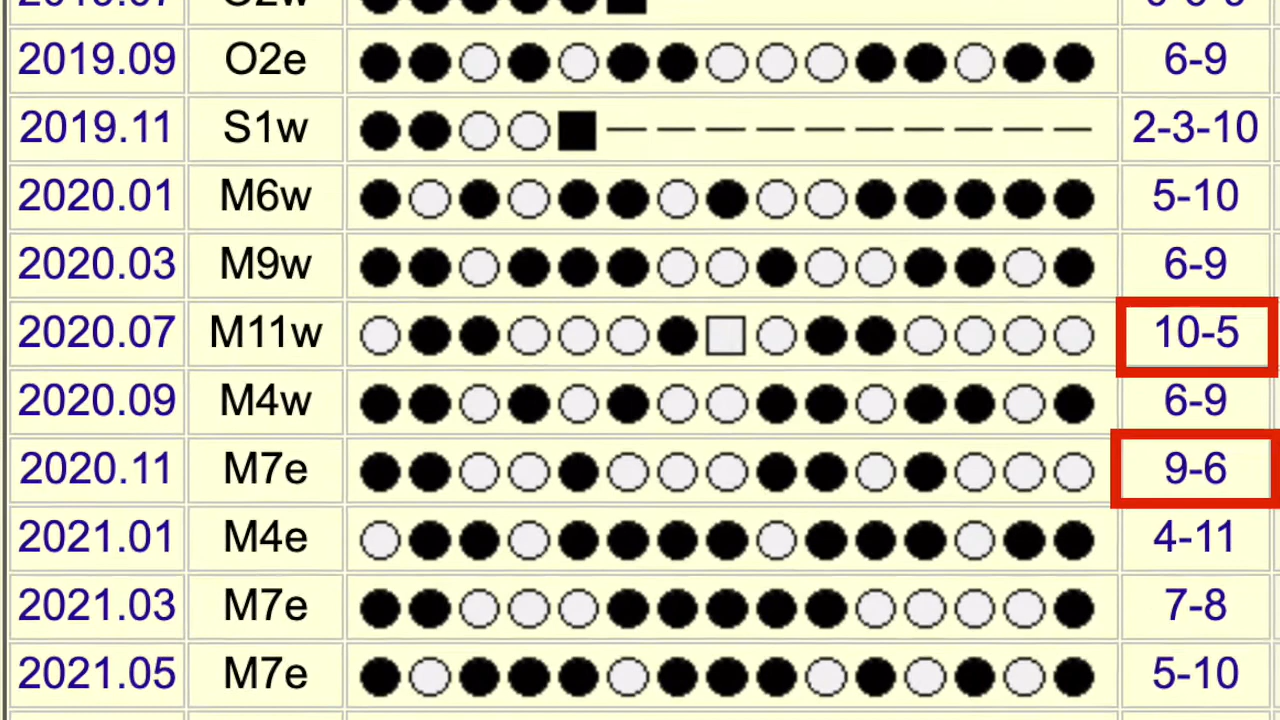 2019.09 O2e 6-9
2019.11 S1w 2-3-10
2020.01 M6w 5-10
2020.03 M9w 6-9
2020.07 M11w 10-5
2020.09 M4w 6-9
2020.11 M7e 9-6
2021.01 M4e 4-11
2021.03 M7e 7-8
2021.05 M7e 5-10